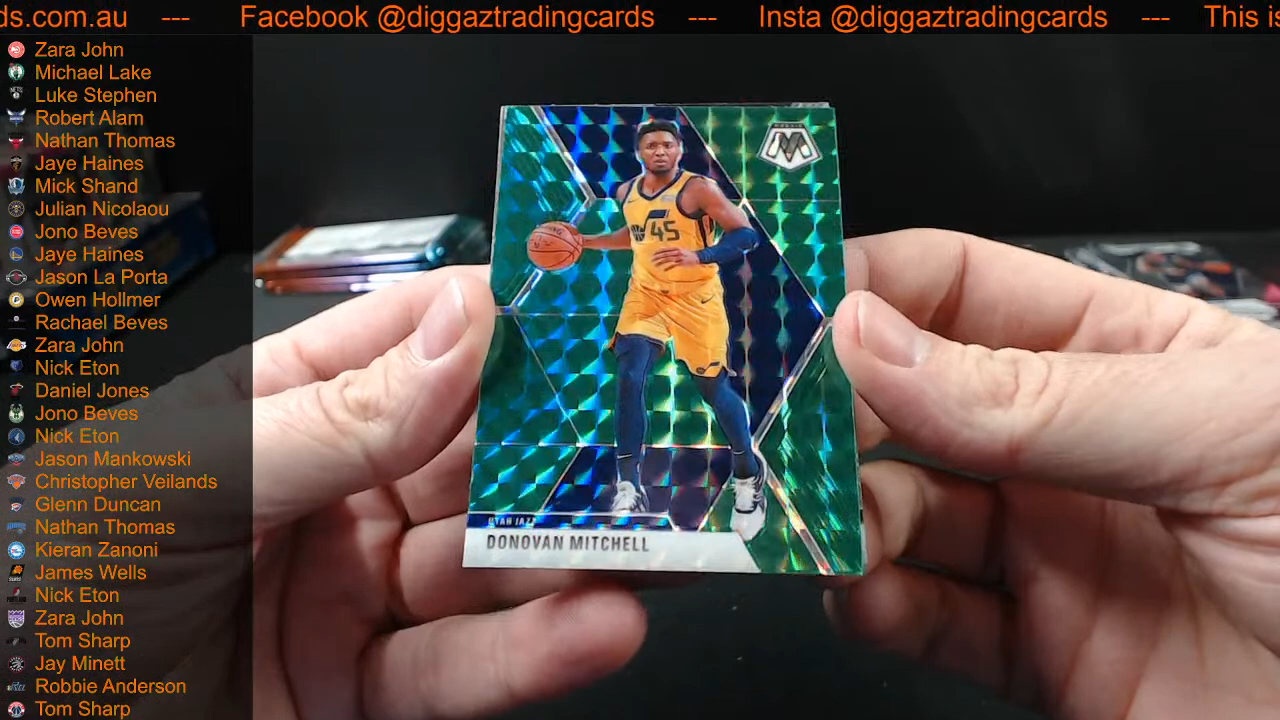 ds.com.au --- Facebook @diggaztradingcards --- Insta @diggaztradingcards --- This is
Zara John
Michael Lake
Luke Stephen
Robert Alam
Nathan Thomas
Jaye Haines
Mick Shand
Julian Nicolaou
Jono Beves
Jaye Haines
Jason La Porta
Owen Hollmer
Rachael Beves
Zara John
Nick Eton
Daniel Jones
Jono Beves
Nick Eton
Jason Mankowski
Christopher Veilands
Glenn Duncan
Nathan Thomas
Kieran Zanoni
James Wells
Nick Eton
Zara John
Tom Sharp
Jay Minett
Robbie Anderson
Tom Sharp
MOSAIC
45
UTAH JAZZ
DONOVAN MITCHELL